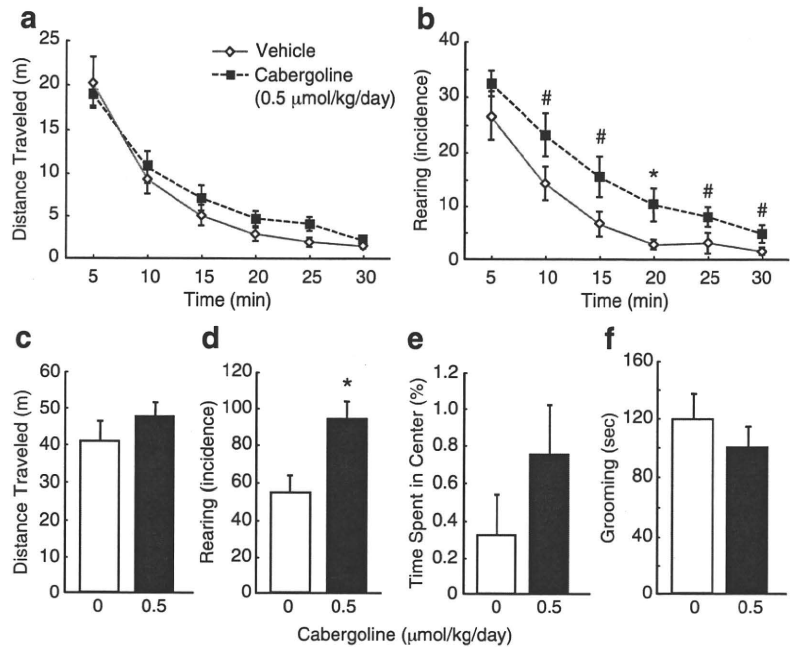 a
25
20
15
10
5
0
Distance Traveled (m)
5 10 15 20 25 30
Time (min)
Vehicle
Cabergoline
(0.5 μmol/kg/day)
b
40
30
20
10
0
Rearing (incidence)
# # * # #
5 10 15 20 25 30
Time (min)
c
60
50
40
30
20
10
0
Distance Traveled (m)
0 0.5
d
120
100
80
60
40
20
0
Rearing (incidence)
*
0 0.5
e
1.2
1.0
0.8
0.6
0.4
0.2
0
Time Spent in Center (%)
0 0.5
f
160
120
80
40
0
Grooming (sec)
0 0.5
Cabergoline (μmol/kg/day)